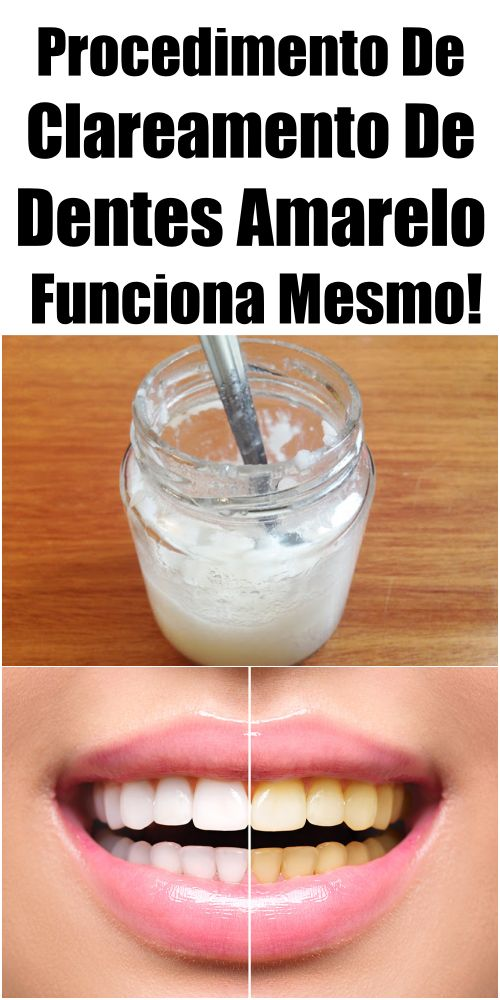 Procedimento De
Clareamento De
Dentes Amarelo
Funciona Mesmo!